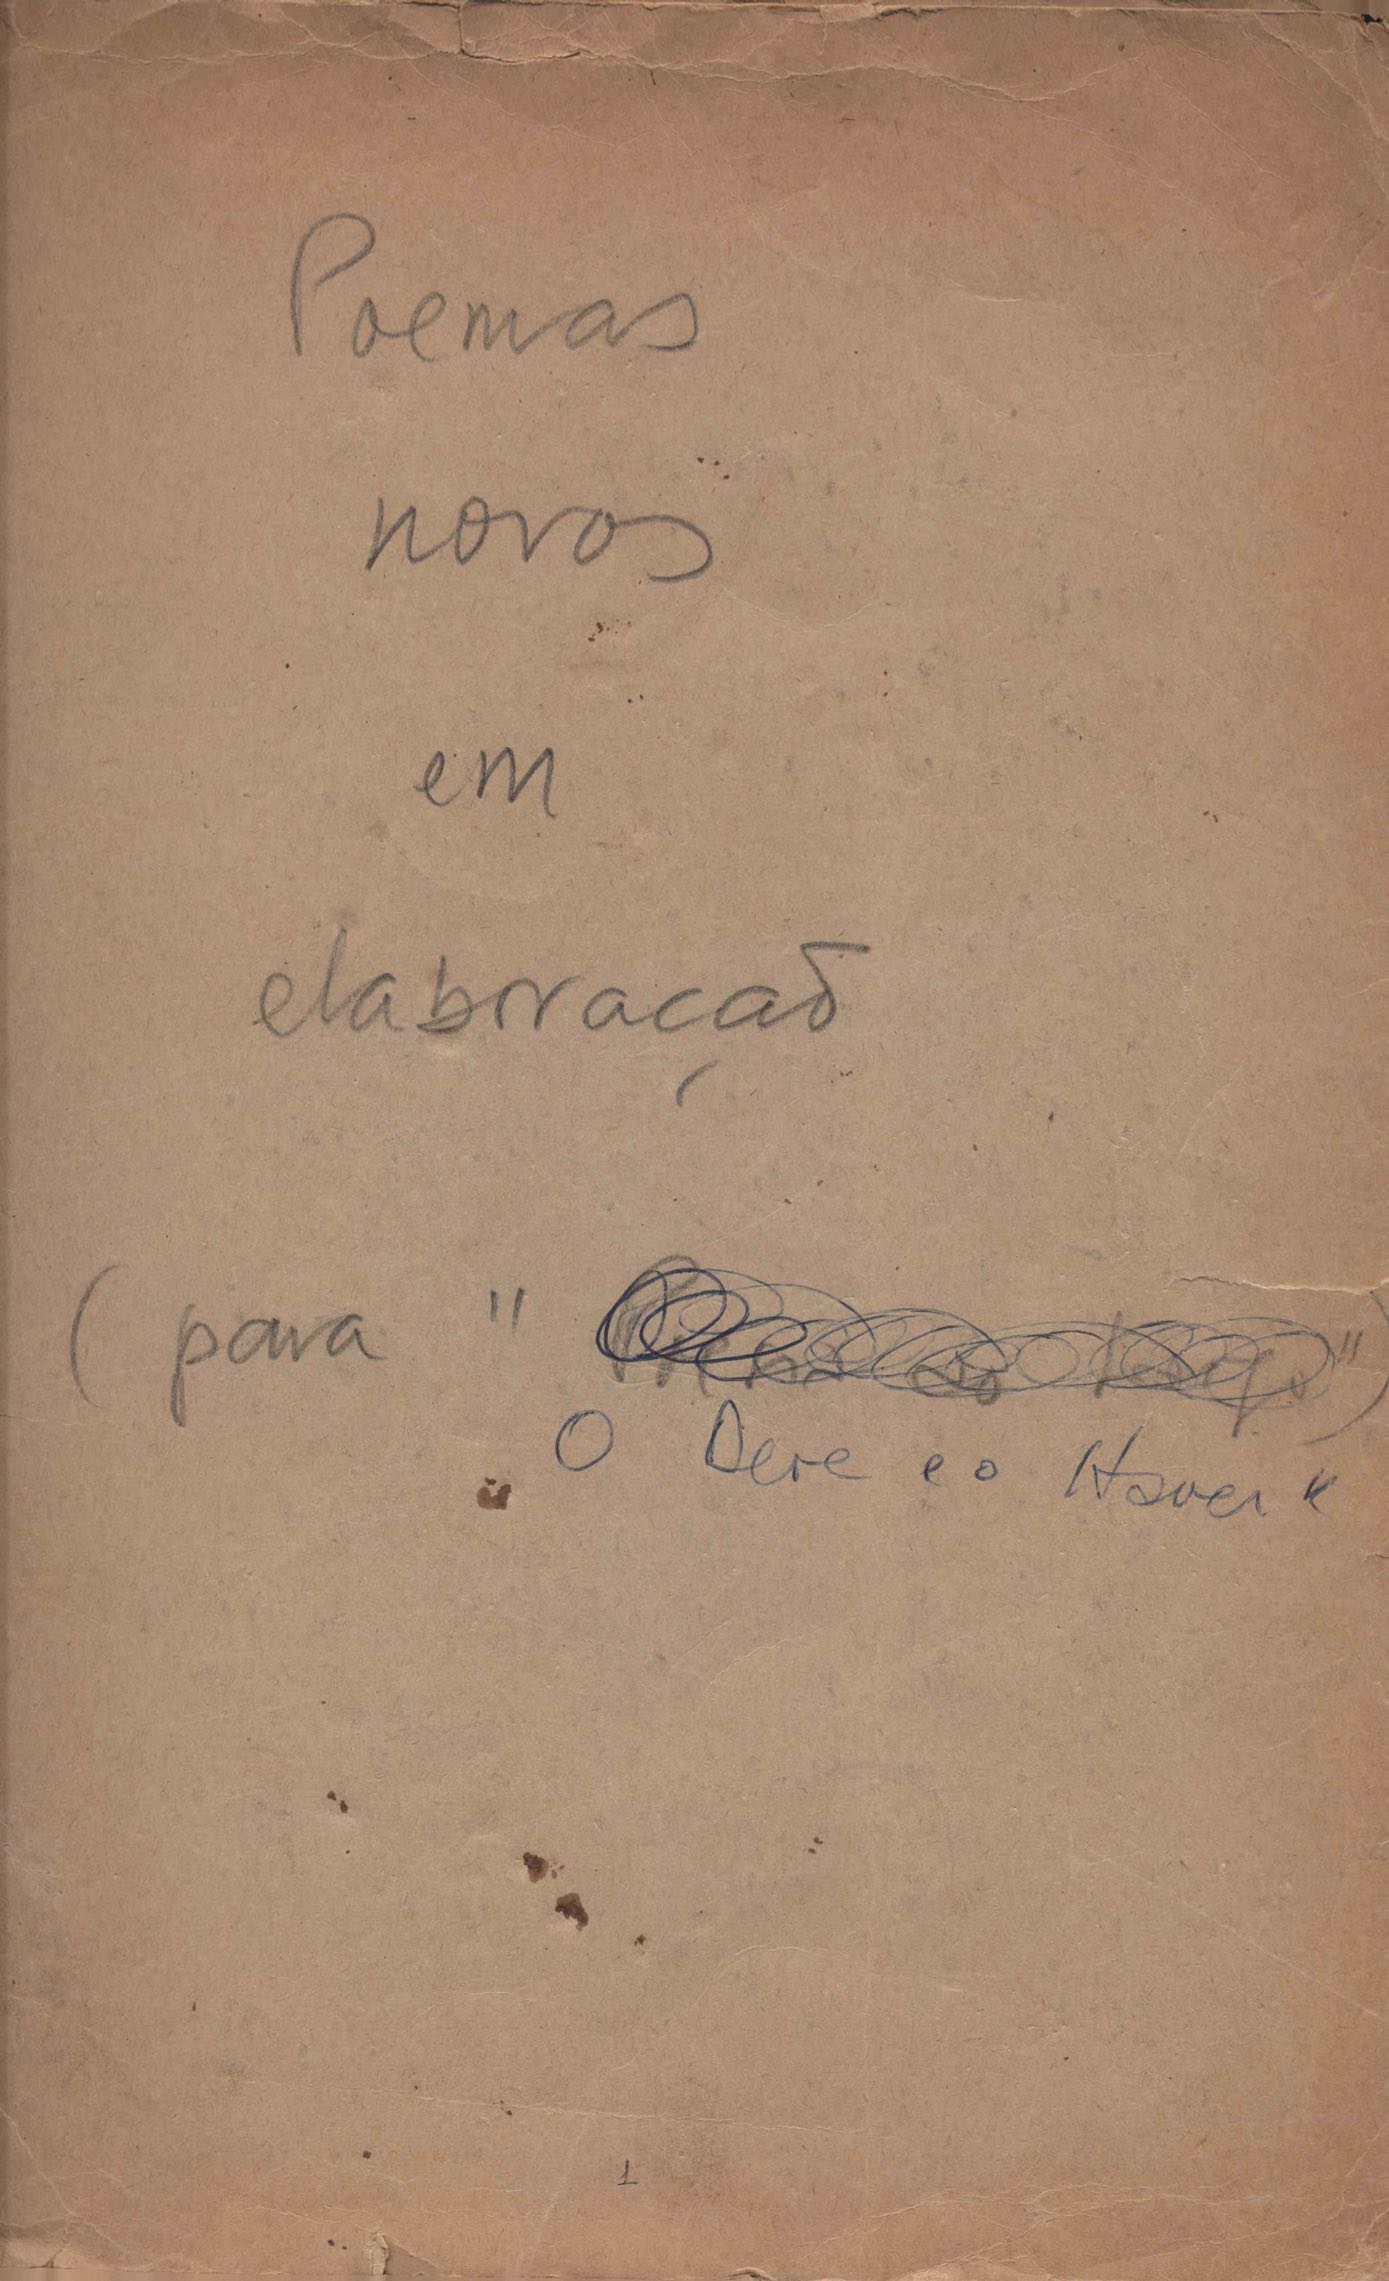 Poemas
novos
em
elaboração
(para " ")
O Deve e o Haver "
1